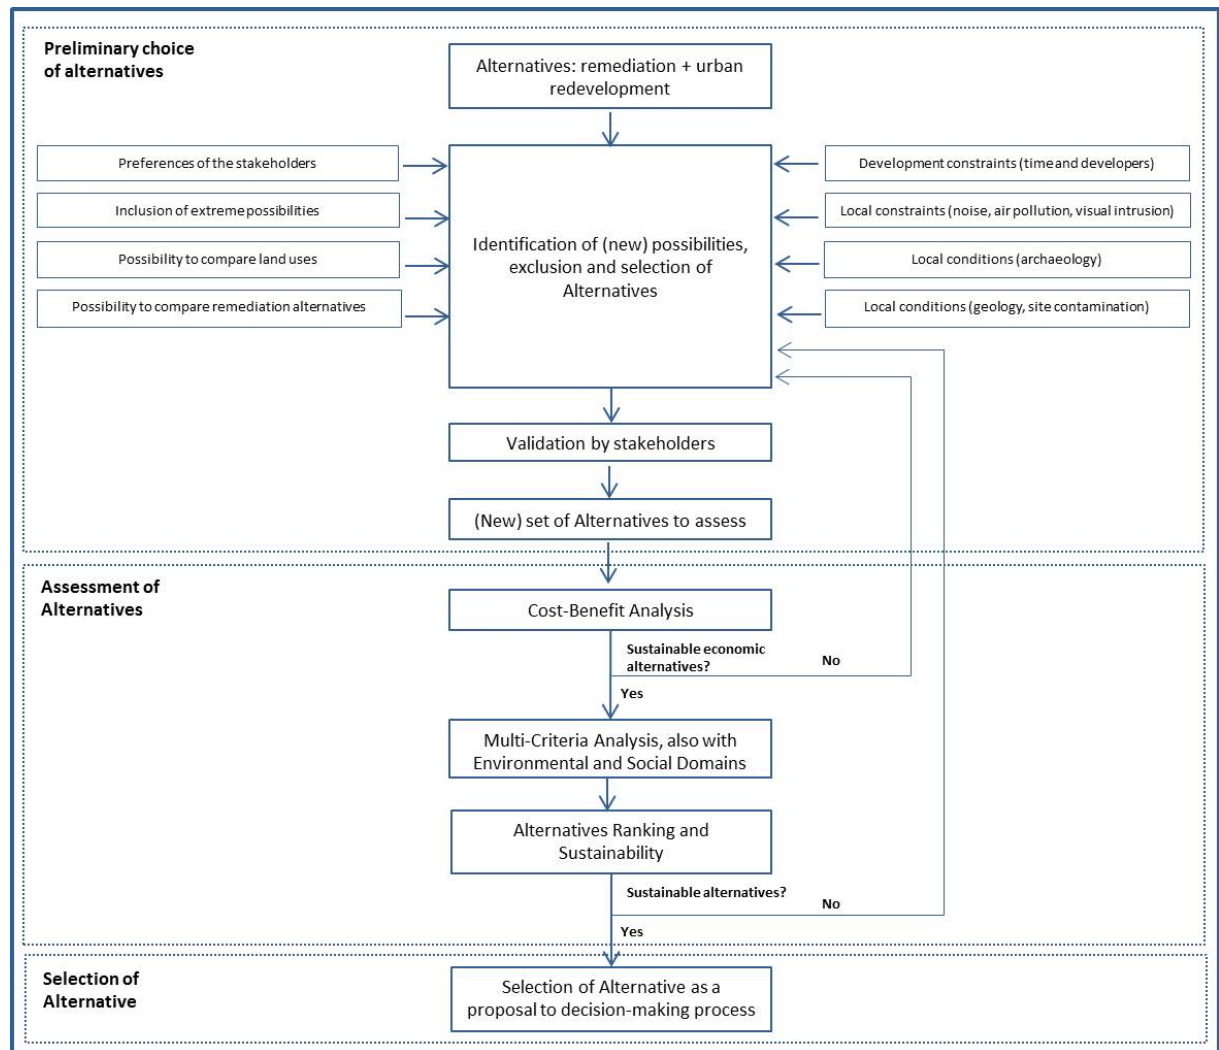 Preliminary choice
of alternatives
Alternatives: remediation + urban
redevelopment
Preferences of the stakeholders
Inclusion of extreme possibilities
Possibility to compare land uses
Possibility to compare remediation alternatives
Identification of (new) possibilities,
exclusion and selection of
Alternatives
Development constraints (time and developers)
Local constraints (noise, air pollution, visual intrusion)
Local conditions (archaeology)
Local conditions (geology, site contamination)
Validation by stakeholders
(New) set of Alternatives to assess
Assessment of
Alternatives
Cost-Benefit Analysis
Sustainable economic
alternatives?
No
Yes
Multi-Criteria Analysis, also with
Environmental and Social Domains
Alternatives Ranking and
Sustainability
Sustainable alternatives?
No
Yes
Selection of
Alternative
Selection of Alternative as a
proposal to decision-making process